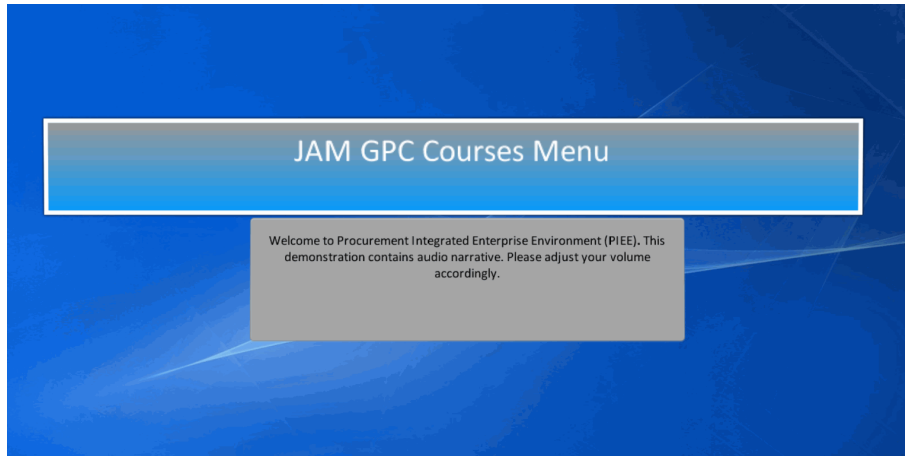 JAM GPC Courses Menu
Welcome to Procurement Integrated Enterprise Environment (PIEE). This
demonstration contains audio narrative. Please adjust your volume
accordingly.